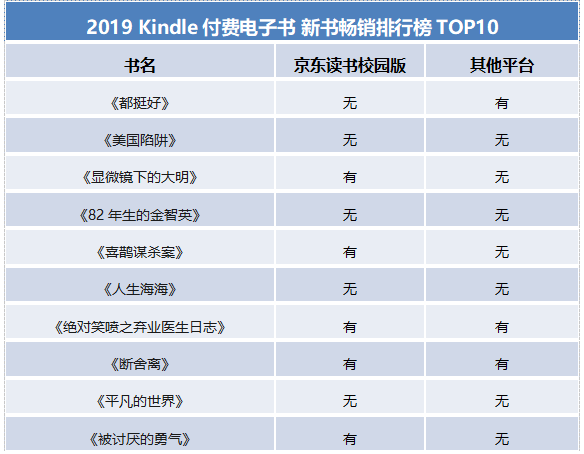 2019 Kindle 付费电子书 新书畅销排行榜 TOP10
书名 京东读书校园版 其他平台
《都挺好》 无 有
《美国陷阱》 无 无
《显微镜下的大明》 有 无
《82 年生的金智英》 无 无
《喜鹊谋杀案》 有 无
《人生海海》 无 无
《绝对笑喷之弃业医生日志》 有 有
《断舍离》 有 有
《平凡的世界》 无 无
《被讨厌的勇气》 有 无